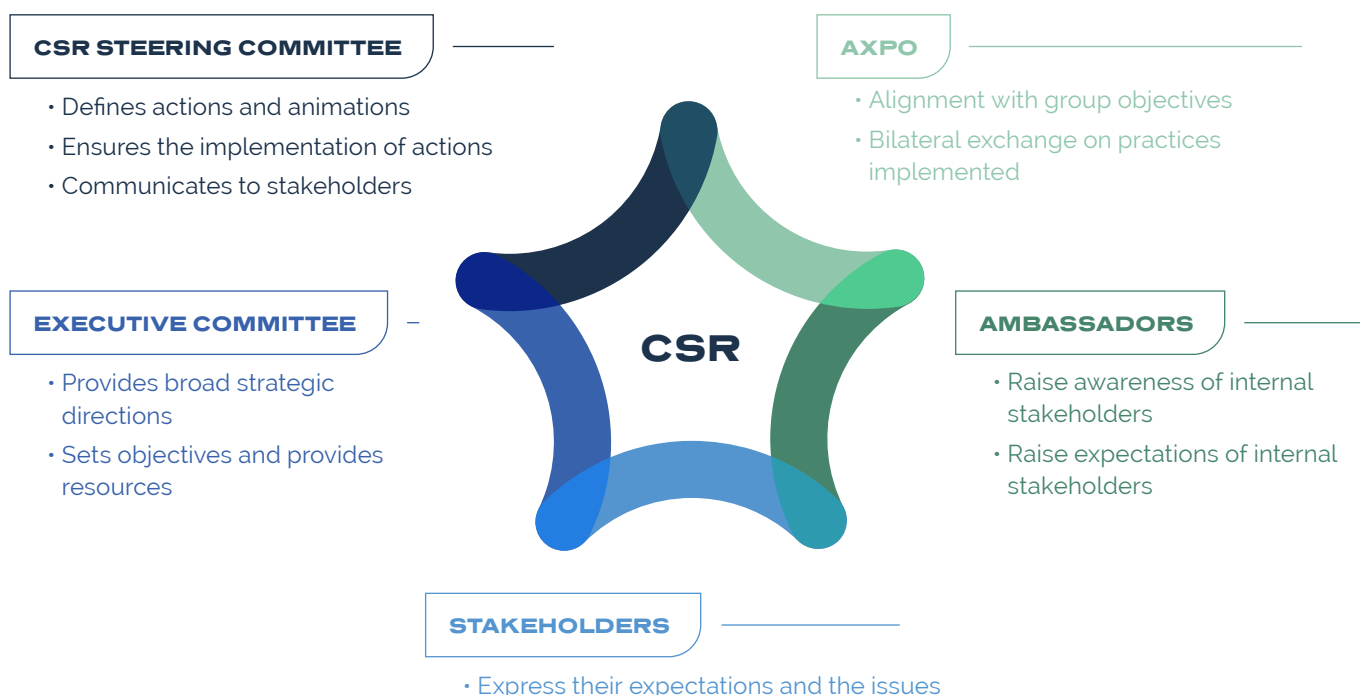 CSR STEERING COMMITTEE
• Defines actions and animations
• Ensures the implementation of actions
• Communicates to stakeholders
AXPO
• Alignment with group objectives
• Bilateral exchange on practices
implemented
EXECUTIVE COMMITTEE
• Provides broad strategic
directions
• Sets objectives and provides
resources
CSR
AMBASSADORS
• Raise awareness of internal
stakeholders
• Raise expectations of internal
stakeholders
STAKEHOLDERS
• Express their expectations and the issues